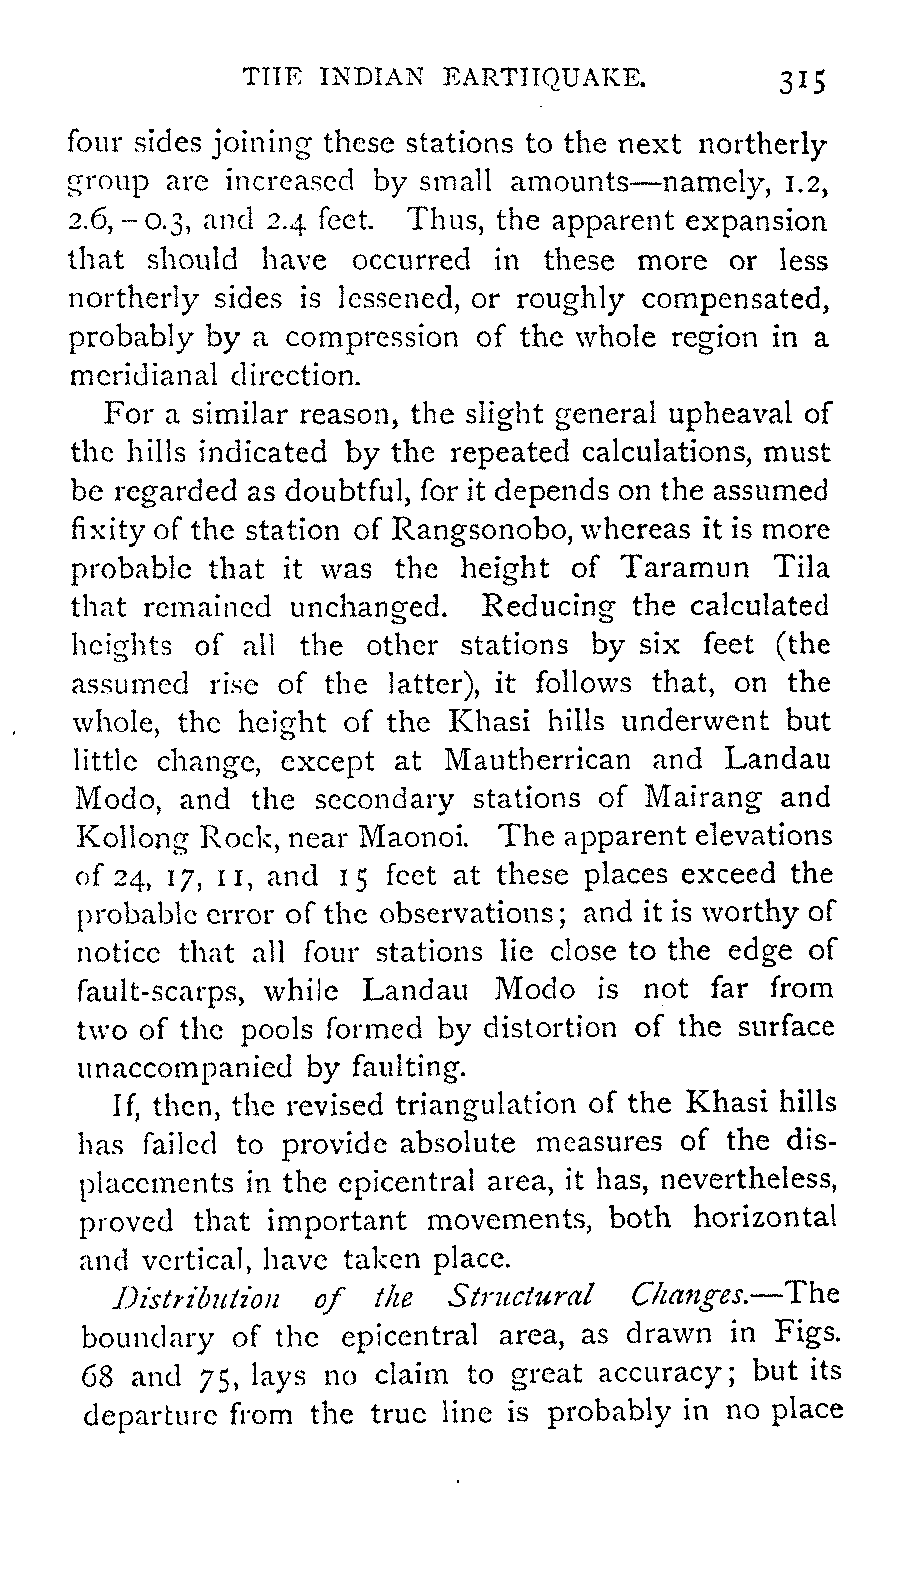 THE INDIAN EARTHQUAKE. 315
four sides joining these stations to the next northerly
group are increased by small amounts—namely, 1.2,
2.6, – 0.3, and 2.4 feet. Thus, the apparent expansion
that should have occurred in these more or less
northerly sides is lessened, or roughly compensated,
probably by a compression of the whole region in a
meridianal direction.
For a similar reason, the slight general upheaval of
the hills indicated by the repeated calculations, must
be regarded as doubtful, for it depends on the assumed
fixity of the station of Rangsonobo, whereas it is more
probable that it was the height of Taramun Tila
that remained unchanged. Reducing the calculated
heights of all the other stations by six feet (the
assumed rise of the latter), it follows that, on the
whole, the height of the Khasi hills underwent but
little change, except at Mautherrican and Landau
Modo, and the secondary stations of Mairang and
Kollong Rock, near Maonoi. The apparent elevations
of 24, 17, 11, and 15 feet at these places exceed the
probable error of the observations; and it is worthy of
notice that all four stations lie close to the edge of
fault-scarps, while Landau Modo is not far from
two of the pools formed by distortion of the surface
unaccompanied by faulting.
If, then, the revised triangulation of the Khasi hills
has failed to provide absolute measures of the dis-
placements in the epicentral area, it has, nevertheless,
proved that important movements, both horizontal
and vertical, have taken place.
Distribution of the Structural Changes.—The
boundary of the epicentral area, as drawn in Figs.
68 and 75, lays no claim to great accuracy; but its
departure from the true line is probably in no place